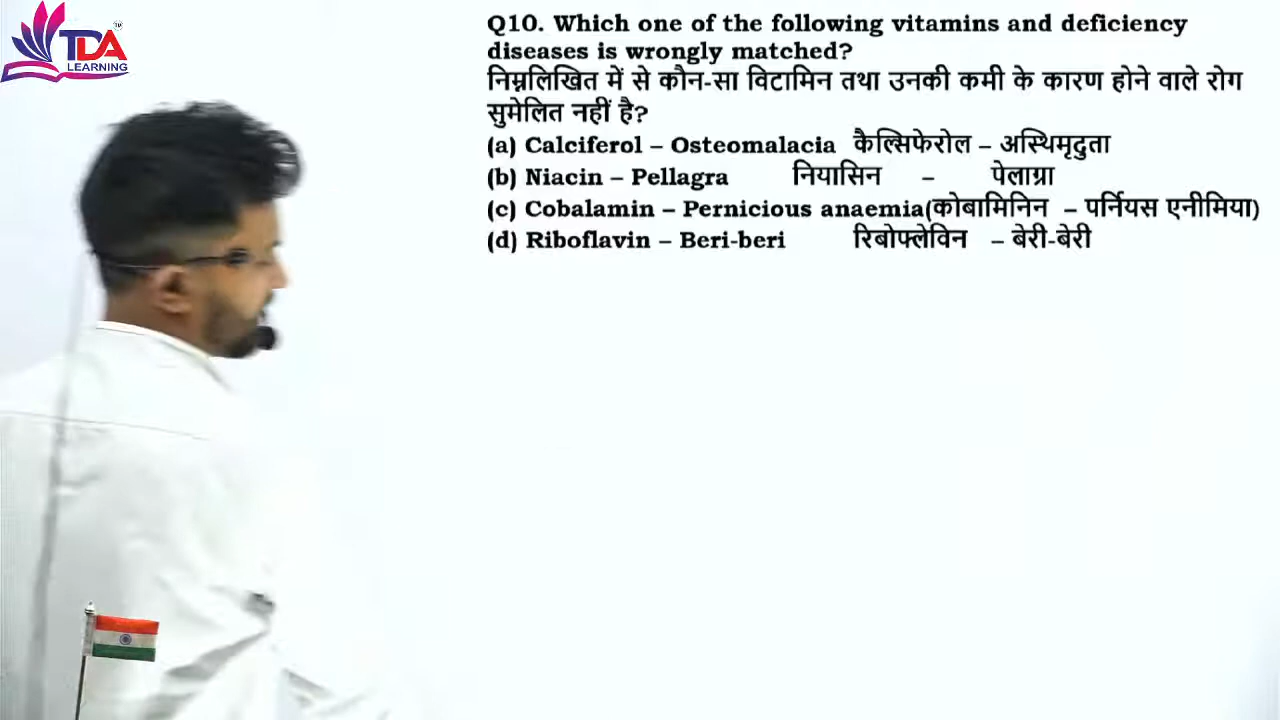 TDA
LEARNING
Q10. Which one of the following vitamins and deficiency
diseases is wrongly matched?
निम्नलिखित में से कौन-सा विटामिन तथा उनकी कमी के कारण होने वाले रोग
सुमेलित नहीं है?
(a) Calciferol – Osteomalacia कैल्सिफेरोल – अस्थिमृदुता
(b) Niacin – Pellagra नियासिन – पेलाग्रा
(c) Cobalamin – Pernicious anaemia(कोबामिनिन – पर्नियस एनीमिया)
(d) Riboflavin – Beri-beri रिबोफ्लेविन – बेरी-बेरी